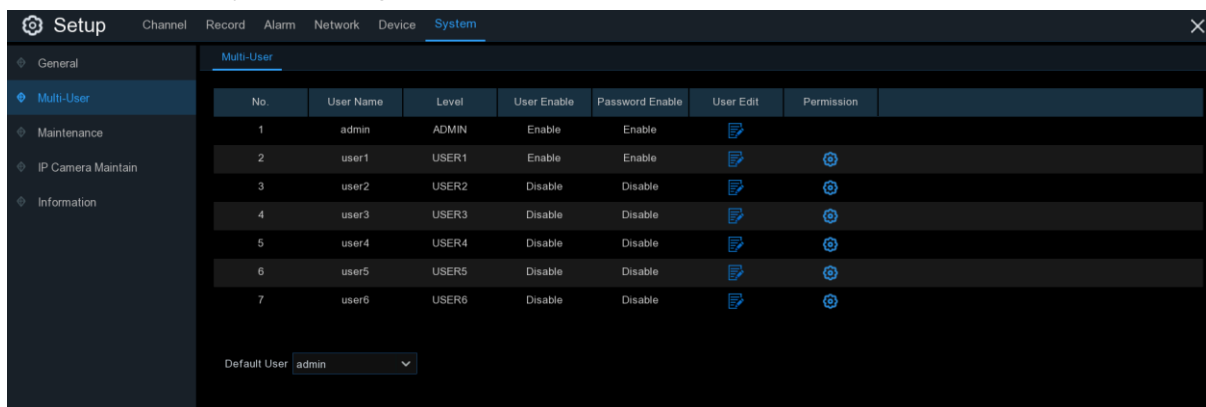 Setup Channel Record Alarm Network Device System
General
Multi-User
Maintenance
IP Camera Maintain
Information
Multi-User
No. User Name Level User Enable Password Enable User Edit Permission
1 admin ADMIN Enable Enable
2 user1 USER1 Enable Enable
3 user2 USER2 Disable Disable
4 user3 USER3 Disable Disable
5 user4 USER4 Disable Disable
6 user5 USER5 Disable Disable
7 user6 USER6 Disable Disable
Default User admin